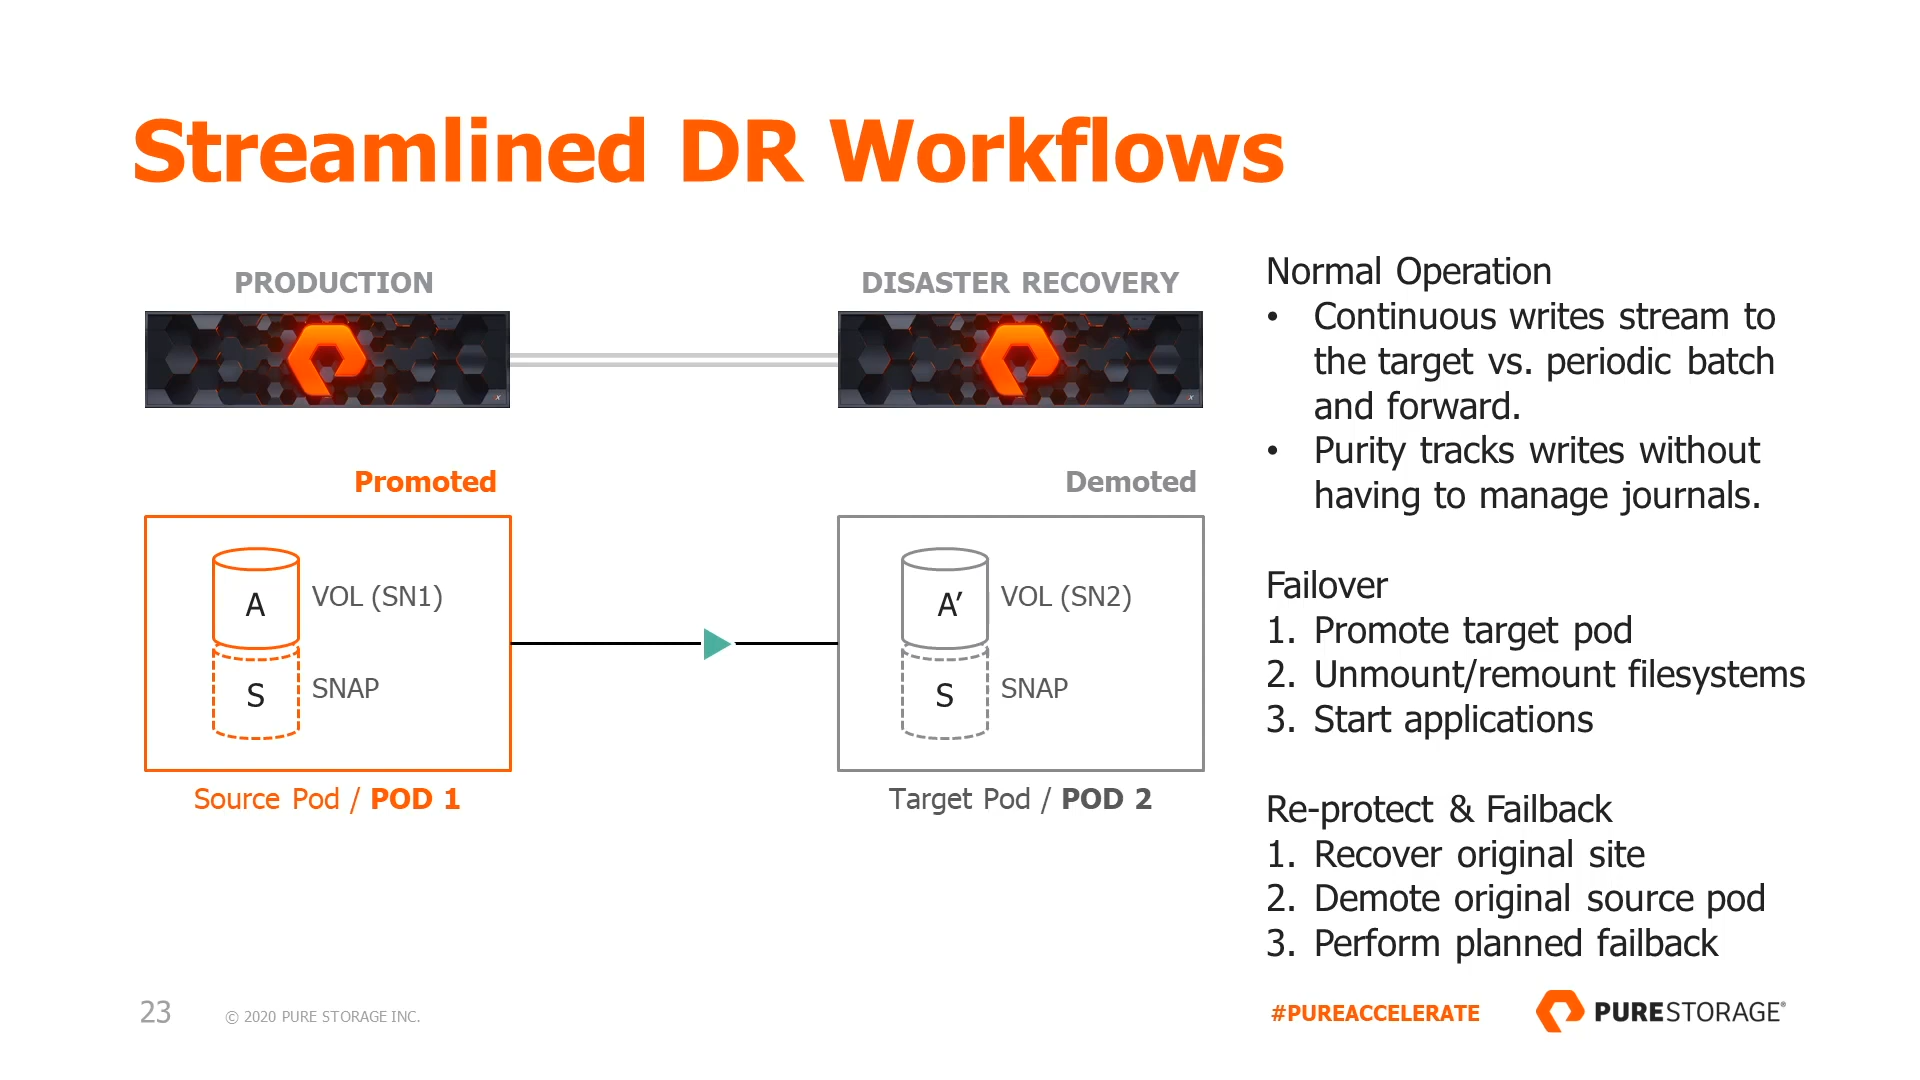 Streamlined DR Workflows
PRODUCTION
DISASTER RECOVERY
Promoted
Demoted
A
VOL (SN1)
S
SNAP
A’
VOL (SN2)
S
SNAP
Source Pod / POD 1
Target Pod / POD 2
Normal Operation
• Continuous writes stream to
the target vs. periodic batch
and forward.
• Purity tracks writes without
having to manage journals.
Failover
1. Promote target pod
2. Unmount/remount filesystems
3. Start applications
Re-protect & Failback
1. Recover original site
2. Demote original source pod
3. Perform planned failback
23
© 2020 PURE STORAGE INC.
#PUREACCELERATE
PURESTORAGE®